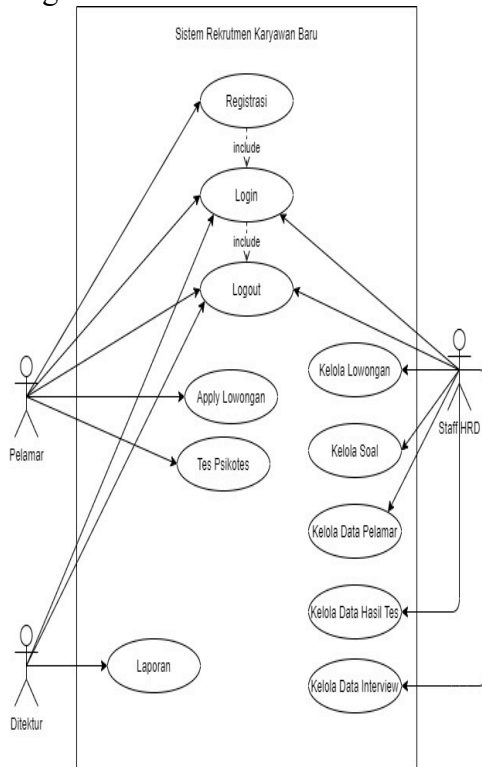 Sistem Rekrutmen Karyawan Baru
Registrasi
include
Login
include
Logout
Kelola Lowongan
Apply Lowongan
Pelamar
Staff HRD
Kelola Soal
Tes Psikotes
Kelola Data Pelamar
Kelola Data Hasil Tes
Laporan
Kelola Data Interview
Ditektur